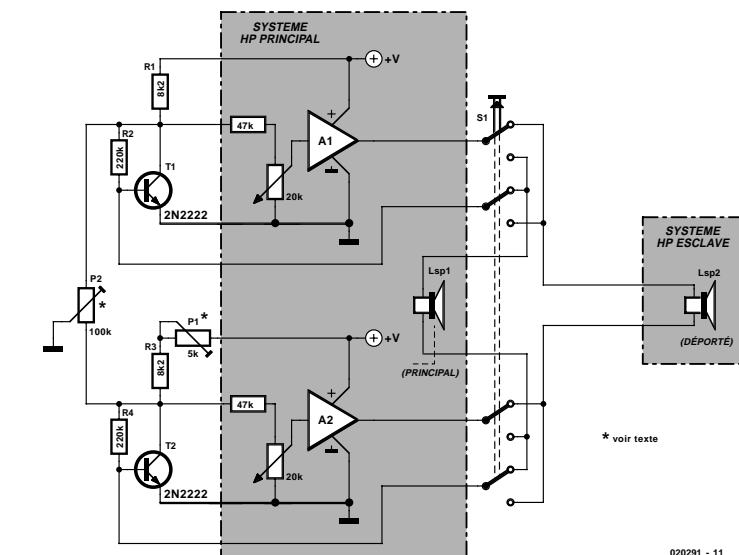 SYSTEME
HP PRINCIPAL
+V
R1
8k2
47k
R2
220k
A1
S1
T1
20k
2N2222
SYSTEME
HP ESCLAVE
P2
*
100k
Lsp1
Lsp2
(DÉPORTÉ)
P1*
5k
+V
R3
8k2
(PRINCIPAL)
47k
R4
220k
A2
T2
20k
2N2222
* voir texte
020291 - 11